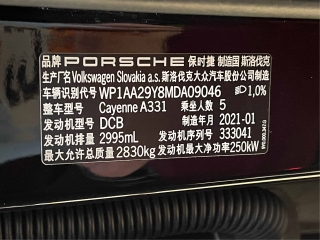 品牌 PORSCHE 保时捷 制造国 斯洛伐克
生产厂名 Volkswagen Slovakia a.s. 斯洛伐克大众汽车股份公司制造
车辆识别代号 WP1AA29Y8MDA09046 1,0%
整车型号 Cayenne A331 乘坐人数 5
发动机型号 DCB 制造年月 2021-01
发动机排量 2995mL 发动机系列号 333041
最大允许总质量 2830kg 发动机最大净功率 250kW